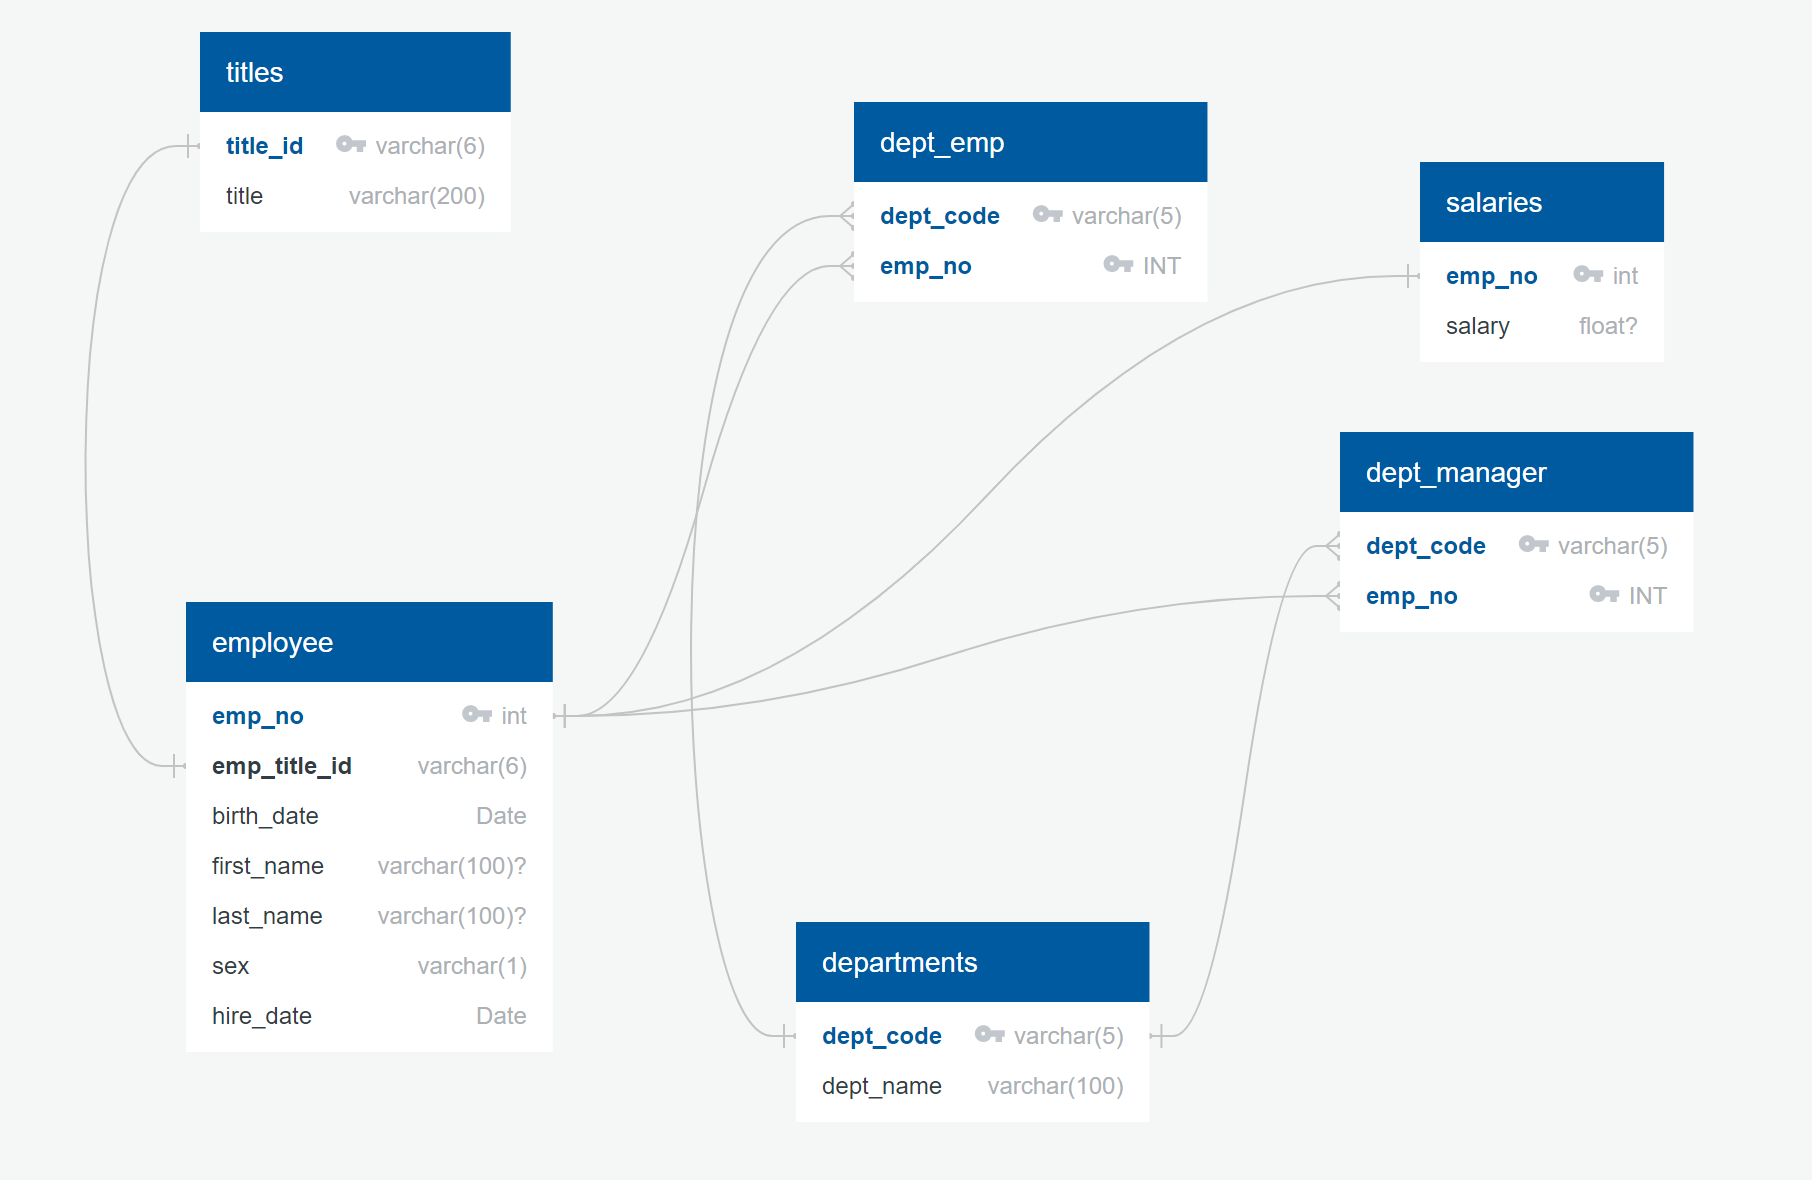 titles
title_id varchar(6)
title varchar(200)
dept_emp
dept_code varchar(5)
emp_no INT
salaries
emp_no int
salary float?
dept_manager
dept_code varchar(5)
emp_no INT
employee
emp_no int
emp_title_id varchar(6)
birth_date Date
first_name varchar(100)?
last_name varchar(100)?
sex varchar(1)
hire_date Date
departments
dept_code varchar(5)
dept_name varchar(100)